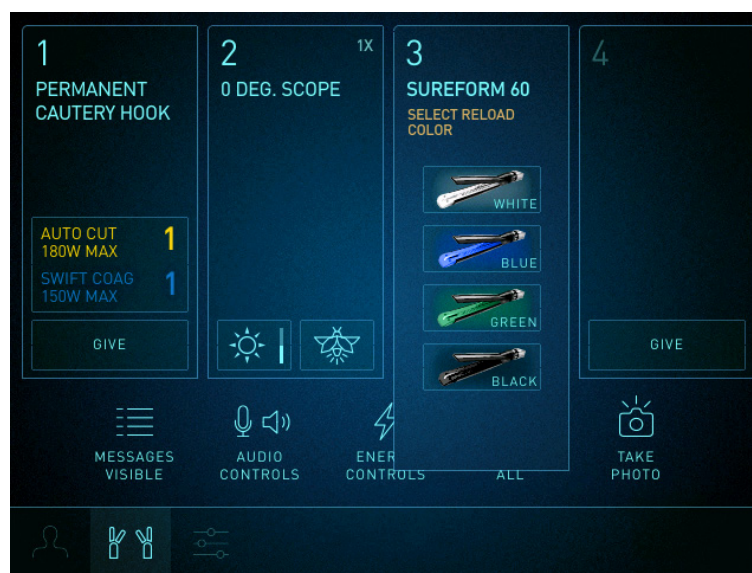 1
PERMANENT
CAUTERY HOOK
AUTO CUT 1
180W MAX
SWIFT COAG 1
150W MAX
GIVE
2 1X
0 DEG. SCOPE
3
SUREFORM 60
SELECT RELOAD
COLOR
WHITE
BLUE
GREEN
BLACK
4
GIVE
MESSAGES
VISIBLE
AUDIO
CONTROLS
ENER
CONTROLS
ALL
TAKE
PHOTO